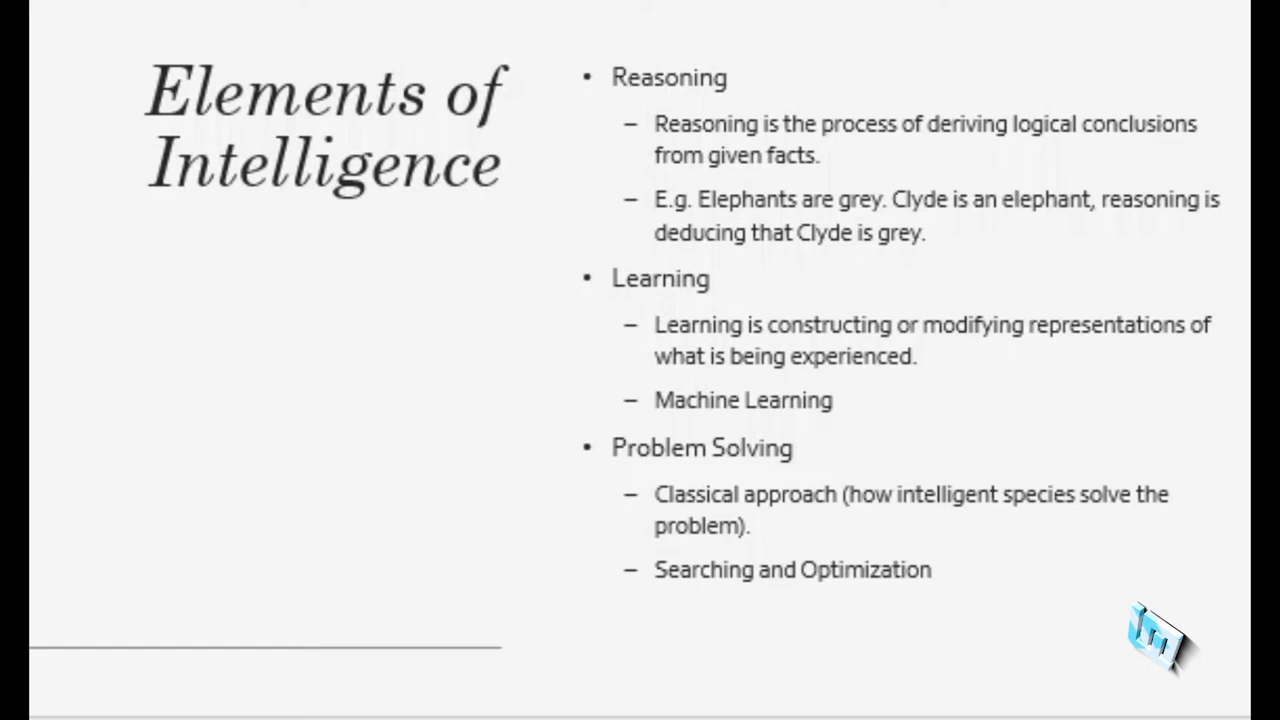 Elements of
Intelligence
• Reasoning
– Reasoning is the process of deriving logical conclusions
from given facts.
– E.g. Elephants are grey. Clyde is an elephant, reasoning is
deducing that Clyde is grey.
• Learning
– Learning is constructing or modifying representations of
what is being experienced.
– Machine Learning
• Problem Solving
– Classical approach (how intelligent species solve the
problem).
– Searching and Optimization